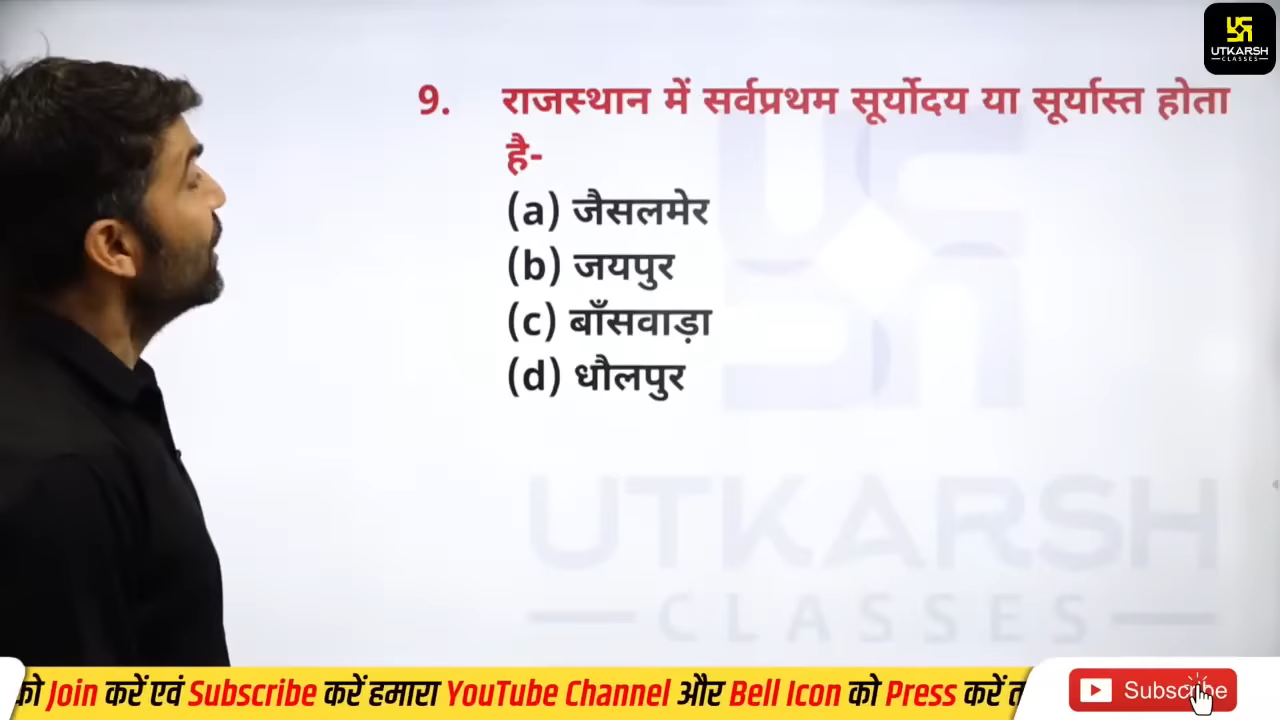 UTKARSH
CLASSES
9. राजस्थान में सर्वप्रथम सूर्योदय या सूर्यास्त होता
है-
(a) जैसलमेर
(b) जयपुर
(c) बाँसवाड़ा
(d) धौलपुर
UTKARSH
CLASSES
को Join करें एवं Subscribe करें हमारा YouTube Channel और Bell Icon को Press करें
Subscribe